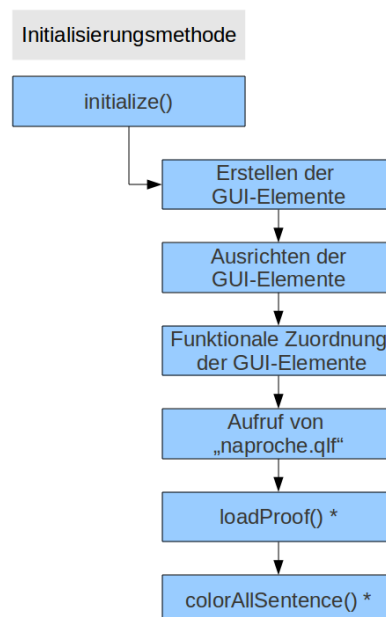 Initialisierungsmethode
initialize()
Erstellen der
GUI-Elemente
Ausrichten der
GUI-Elemente
Funktionale Zuordnung
der GUI-Elemente
Aufruf von
„naproche.qlf“
loadProof() *
colorAllSentence() *